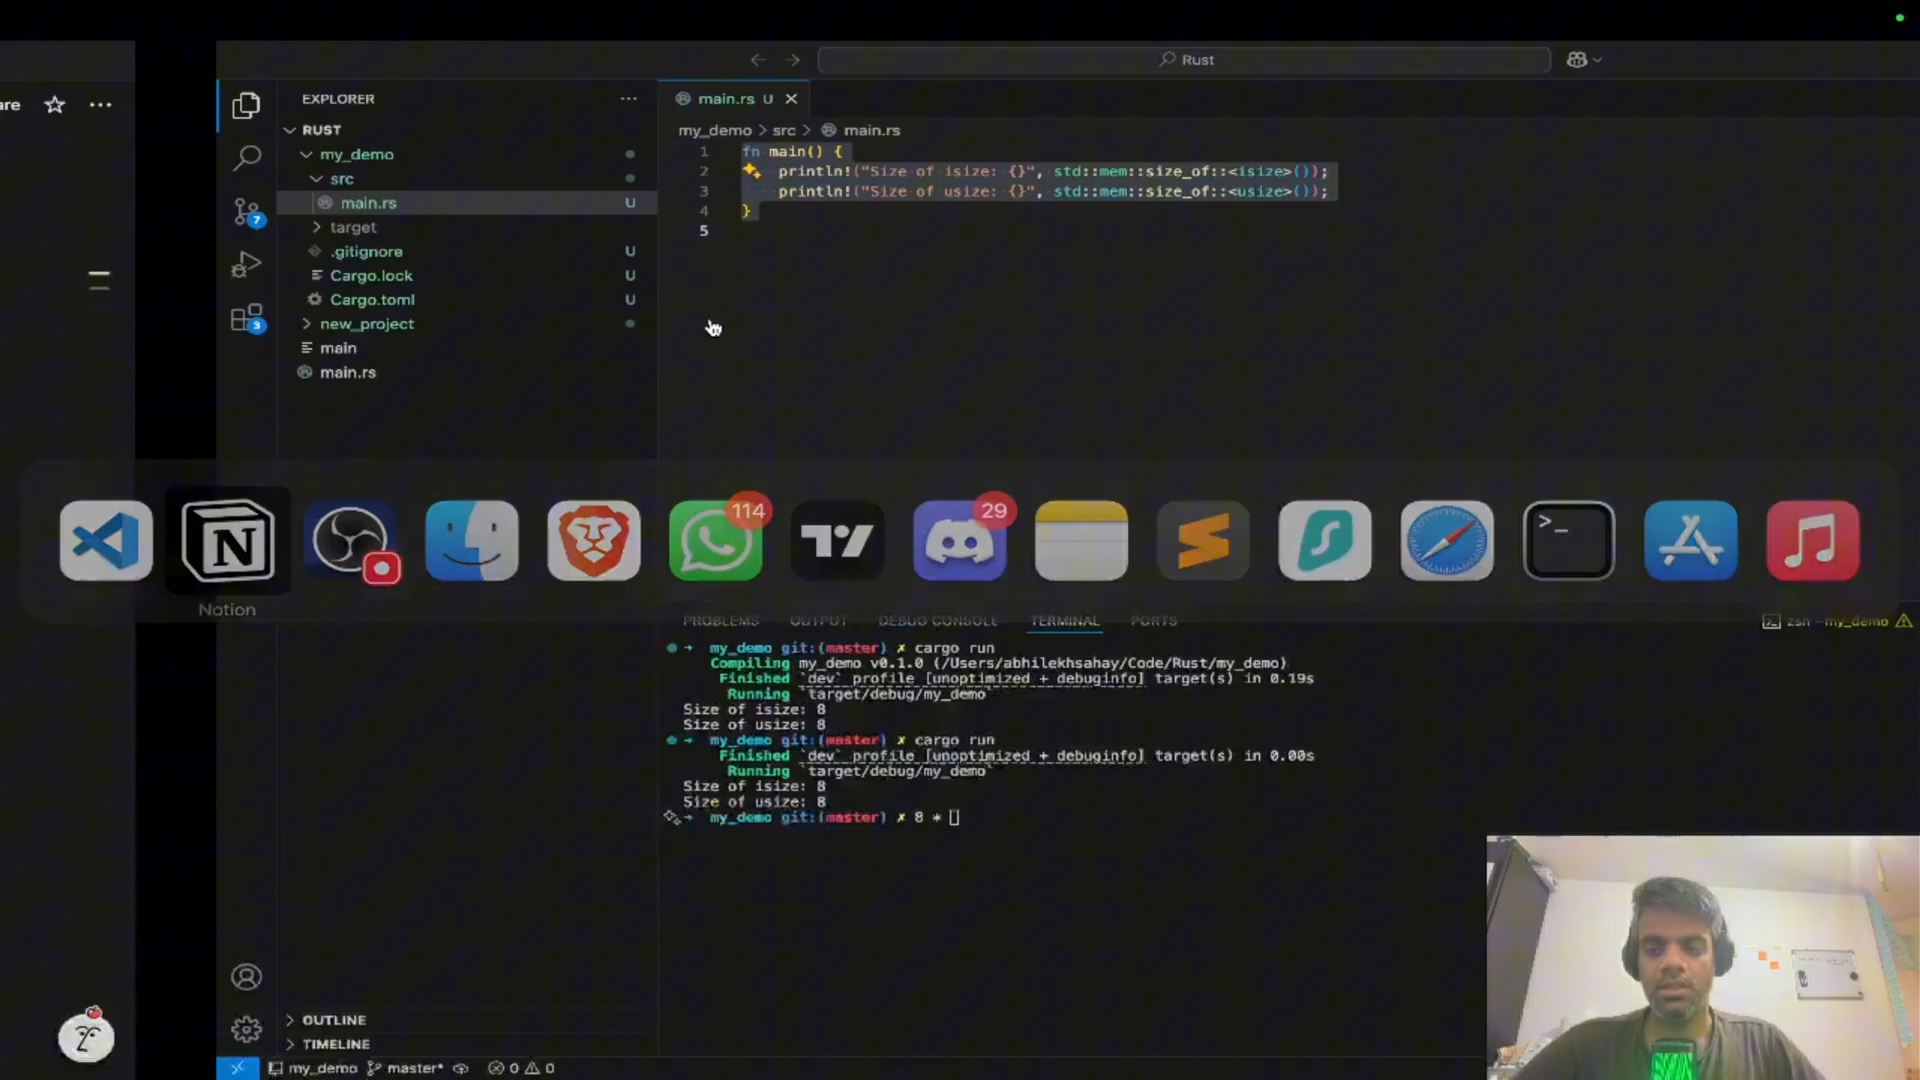 Rust
are
EXPLORER
RUST
my_demo
src
main.rs U
target
.gitignore U
Cargo.lock U
Cargo.toml U
new_project
main
main.rs
main.rs U
my_demo > src > main.rs
1 fn main() {
2 println!("Size of isize: {}", std::mem::size_of::<isize>());
3 println!("Size of usize: {}", std::mem::size_of::<usize>());
4 }
5
7
3
114
29
Notion
PROBLEMS OUTPUT DEBUG CONSOLE TERMINAL PORTS
zsh - my_demo
→ my_demo git:(master) ✗ cargo run
Compiling my_demo v0.1.0 (/Users/abhilekhsahay/Code/Rust/my_demo)
Finished `dev` profile [unoptimized + debuginfo] target(s) in 0.19s
Running `target/debug/my_demo`
Size of isize: 8
Size of usize: 8
→ my_demo git:(master) ✗ cargo run
Finished `dev` profile [unoptimized + debuginfo] target(s) in 0.00s
Running `target/debug/my_demo`
Size of isize: 8
Size of usize: 8
→ my_demo git:(master) ✗ 8 *
OUTLINE
TIMELINE
my_demo master* 0 0